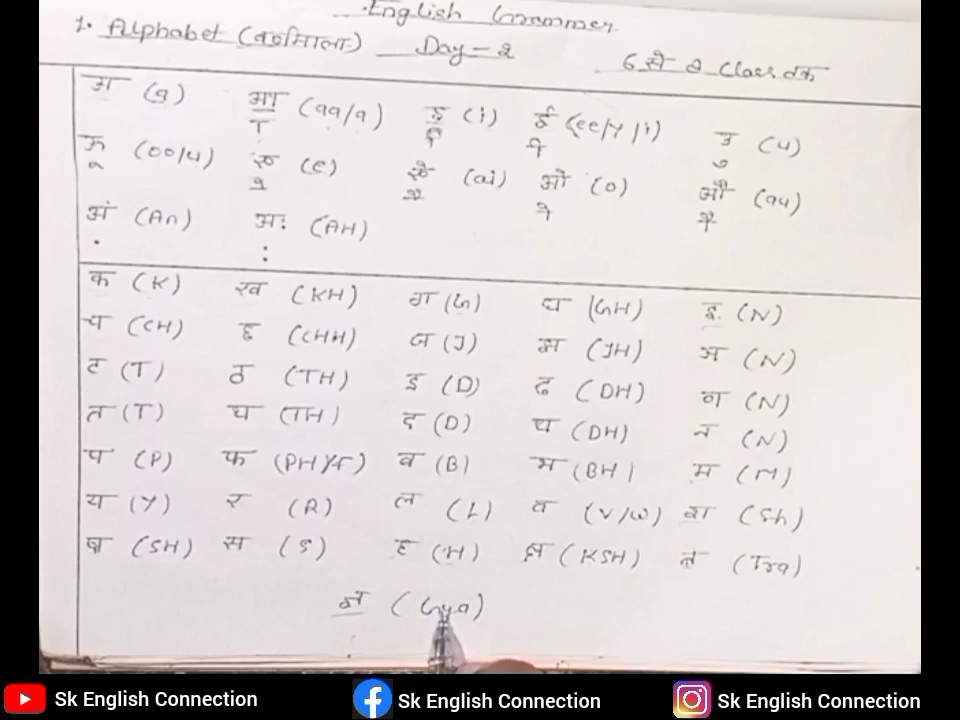 English Grammer
1. Alphabet (वर्णमाला) Day-2 6 से 8 Class तक
अ (a) आ (aa/a) इ (i) ई (ee/y/i) उ (u)
ा ि ी ु
ऊ (oo/u) ए (e) ऐ (ai) ओ (o) औ (au)
ू े ै ो ौ
अं (An) अः (AH)
ं ः
क (K) ख (KH) ग (G) घ (GH) ङ (N)
च (CH) छ (CHH) ज (J) झ (JH) ञ (N)
ट (T) ठ (TH) ड (D) ढ (DH) ण (N)
त (T) थ (TH) द (D) ध (DH) न (N)
प (P) फ (PH/F) ब (B) भ (BH) म (M)
य (Y) र (R) ल (L) व (V/W) श (Sh)
ष (SH) स (S) ह (H) क्ष (KSH) त्र (Tra)
ज्ञ (Gya)
Sk English Connection Sk English Connection Sk English Connection